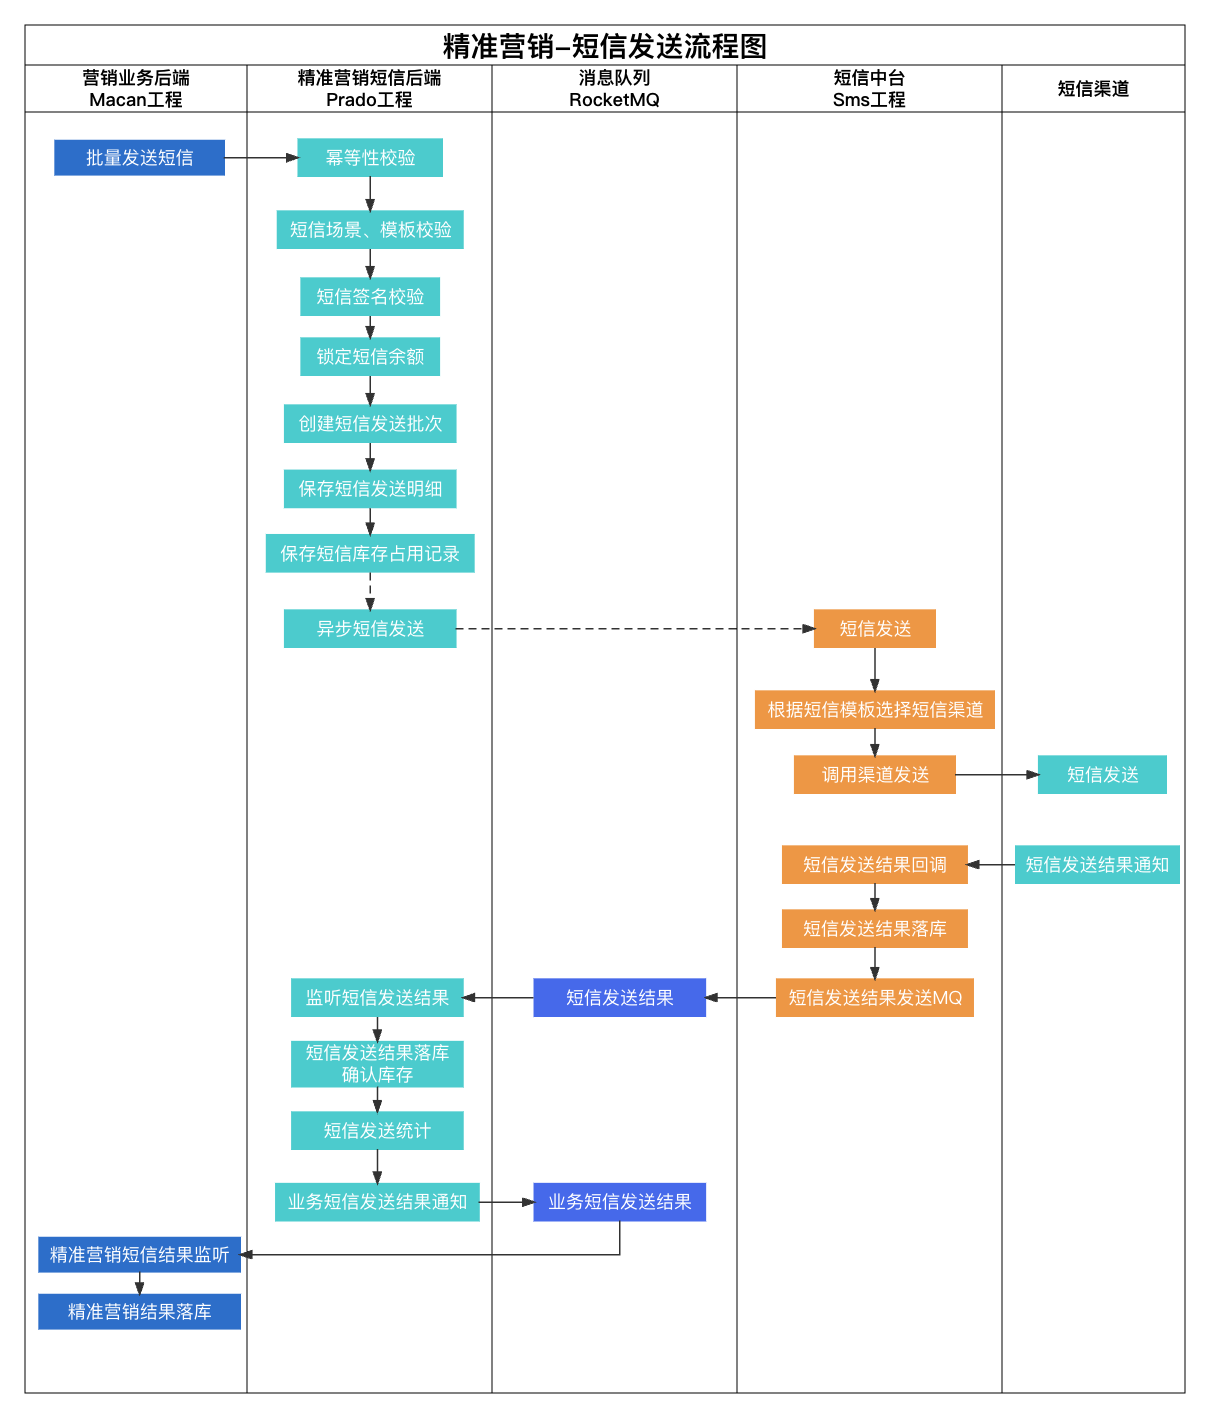 精准营销-短信发送流程图
营销业务后端
Macan工程
精准营销短信后端
Prado工程
消息队列
RocketMQ
短信中台
Sms工程
短信渠道
批量发送短信
幂等性校验
短信场景、模板校验
短信签名校验
锁定短信余额
创建短信发送批次
保存短信发送明细
保存短信库存占用记录
异步短信发送
短信发送
根据短信模板选择短信渠道
调用渠道发送
短信发送
短信发送结果回调
短信发送结果通知
短信发送结果落库
监听短信发送结果
短信发送结果
短信发送结果发送MQ
短信发送结果落库
确认库存
短信发送统计
业务短信发送结果通知
业务短信发送结果
精准营销短信结果监听
精准营销结果落库